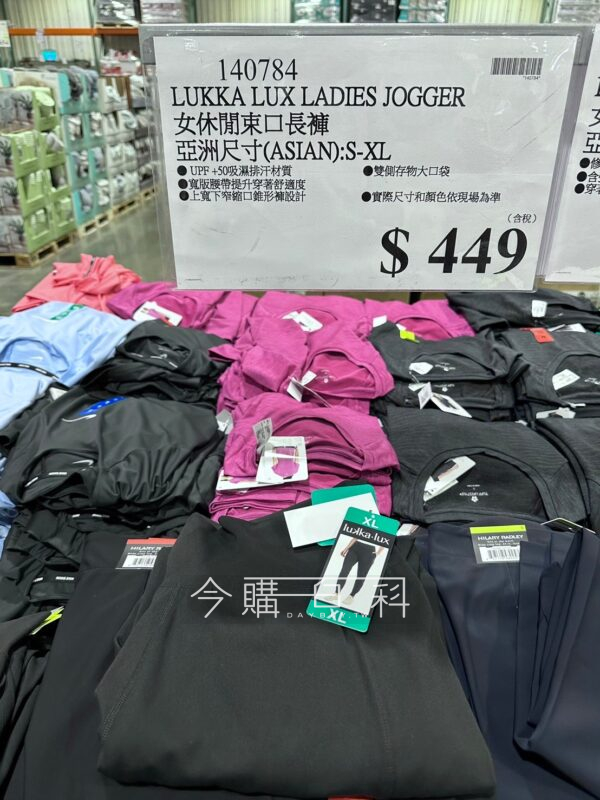 140784
*140784*
LUKKA LUX LADIES JOGGER
女休閒束口長褲
亞洲尺寸(ASIAN):S-XL
● UPF +50吸濕排汗材質
●寬版腰帶提升穿著舒適度
●上寬下窄縮口錐形褲設計
●雙側存物大口袋
●實際尺寸和顏色依現場為準
(含稅)
$ 449
XL
lukka·lux
XL
HILARY RADLEY
HILARY RADLEY
今購百科